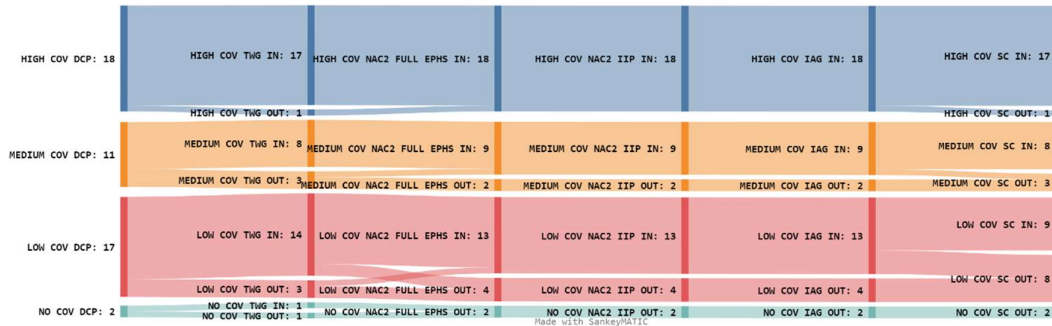 HIGH COV DCP: 18
HIGH COV TWG IN: 17
HIGH COV NAC2 FULL EPHS IN: 18
HIGH COV NAC2 IIP IN: 18
HIGH COV IAG IN: 18
HIGH COV SC IN: 17
HIGH COV TWG OUT: 1
HIGH COV SC OUT: 1
MEDIUM COV DCP: 11
MEDIUM COV TWG IN: 8
MEDIUM COV NAC2 FULL EPHS IN: 9
MEDIUM COV NAC2 IIP IN: 9
MEDIUM COV IAG IN: 9
MEDIUM COV SC IN: 8
MEDIUM COV TWG OUT: 3
MEDIUM COV NAC2 FULL EPHS OUT: 2
MEDIUM COV NAC2 IIP OUT: 2
MEDIUM COV IAG OUT: 2
MEDIUM COV SC OUT: 3
LOW COV DCP: 17
LOW COV TWG IN: 14
LOW COV NAC2 FULL EPHS IN: 13
LOW COV NAC2 IIP IN: 13
LOW COV IAG IN: 13
LOW COV SC IN: 9
LOW COV TWG OUT: 3
LOW COV NAC2 FULL EPHS OUT: 4
LOW COV NAC2 IIP OUT: 4
LOW COV IAG OUT: 4
LOW COV SC OUT: 8
NO COV DCP: 2
NO COV TWG IN: 1
NO COV TWG OUT: 1
NO COV NAC2 FULL EPHS OUT: 2
NO COV NAC2 IIP OUT: 2
NO COV IAG OUT: 2
NO COV SC OUT: 2
Made with SankeyMATIC